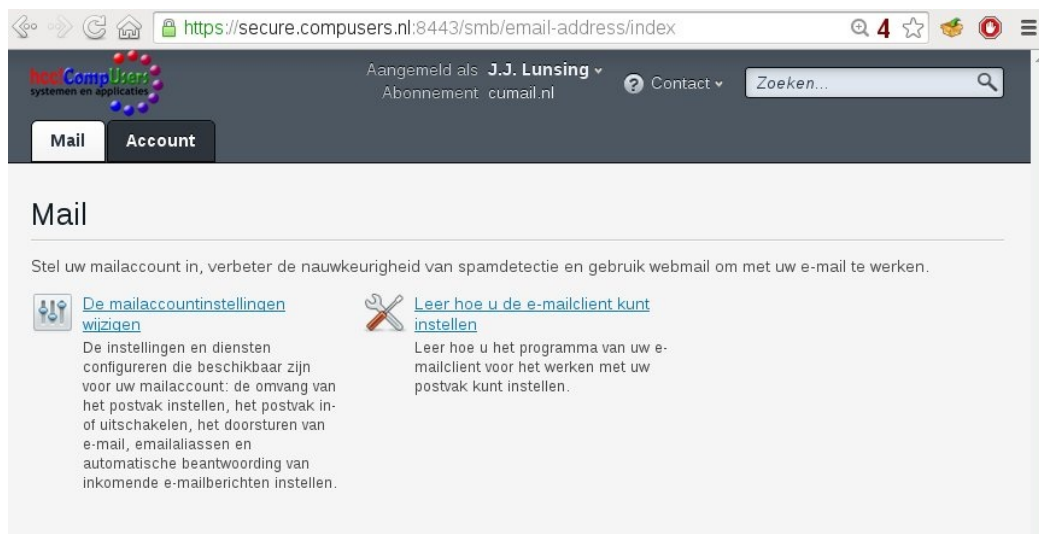 https://secure.compusers.nl:8443/smb/email-address/index
4
hcc!CompUsers
systemen en applicaties
Aangemeld als J.J. Lunsing
Abonnement cumail.nl
? Contact
Zoeken...
Mail
Account
Mail
Stel uw mailaccount in, verbeter de nauwkeurigheid van spamdetectie en gebruik webmail om met uw e-mail te werken.
De mailaccountinstellingen
wijzigen
De instellingen en diensten
configureren die beschikbaar zijn
voor uw mailaccount: de omvang van
het postvak instellen, het postvak in-
of uitschakelen, het doorsturen van
e-mail, emailaliassen en
automatische beantwoording van
inkomende e-mailberichten instellen.
Leer hoe u de e-mailclient kunt
instellen
Leer hoe u het programma van uw e-
mailclient voor het werken met uw
postvak kunt instellen.